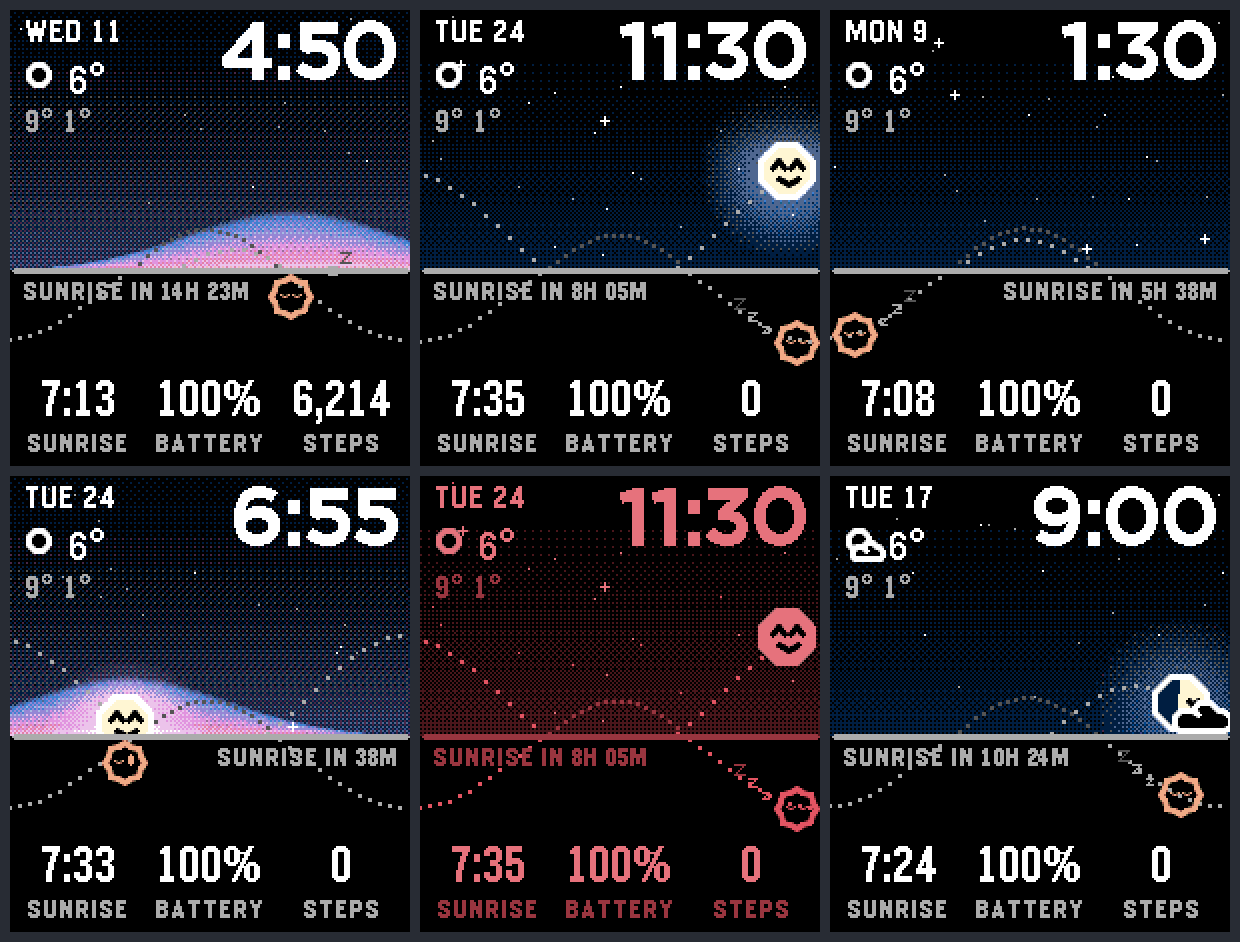 WED 11 4:50
6°
9° 1°
z
SUNRISE IN 14H 23M
7:13 100% 6,214
SUNRISE BATTERY STEPS
TUE 24 11:30
6°
9° 1°
SUNRISE IN 8H 05M
z z z z
7:35 100% 0
SUNRISE BATTERY STEPS
MON 9 1:30
6°
9° 1°
SUNRISE IN 5H 38M
z z z
7:08 100% 0
SUNRISE BATTERY STEPS
TUE 24 6:55
6°
9° 1°
SUNRISE IN 38M
7:33 100% 0
SUNRISE BATTERY STEPS
TUE 24 11:30
6°
9° 1°
SUNRISE IN 8H 05M
z z z z
7:35 100% 0
SUNRISE BATTERY STEPS
TUE 17 9:00
6°
9° 1°
SUNRISE IN 10H 24M
z z z
7:24 100% 0
SUNRISE BATTERY STEPS